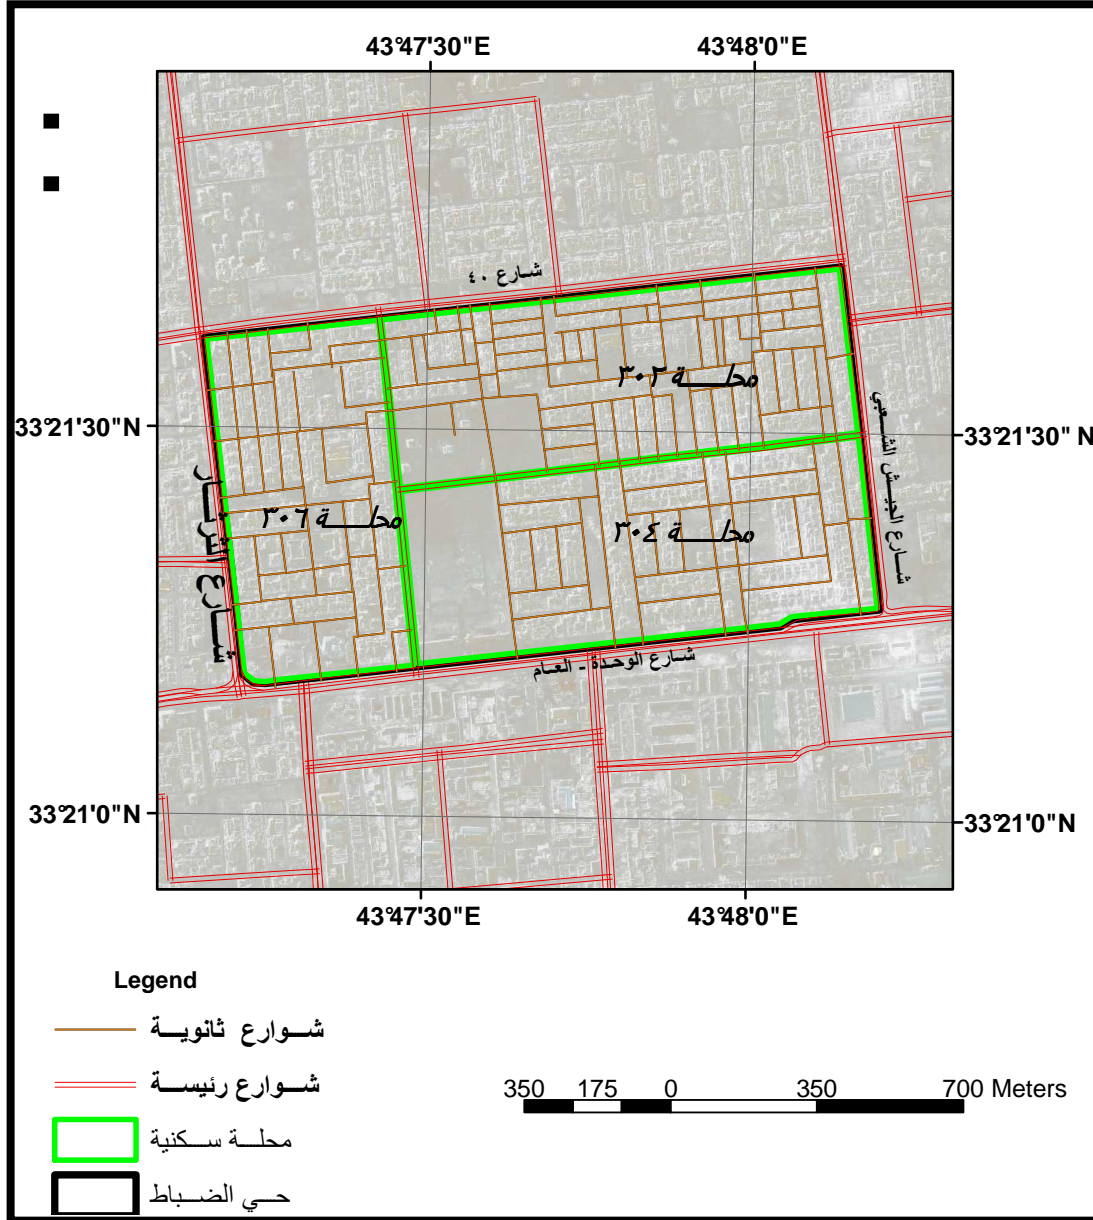 43°47'30"E 43°48'0"E
شارع ٤٠
محلة ٣٠٢
33°21'30"N 33°21'30"N
شارع الجيش الشعبي
شارع الثرثار
محلة ٣٠٦
محلة ٣٠٤
شارع الوحدة - العام
33°21'0"N 33°21'0"N
43°47'30"E 43°48'0"E
Legend
شوارع ثانوية
شوارع رئيسة
350 175 0 350 700 Meters
محلة سكنية
حي الضباط